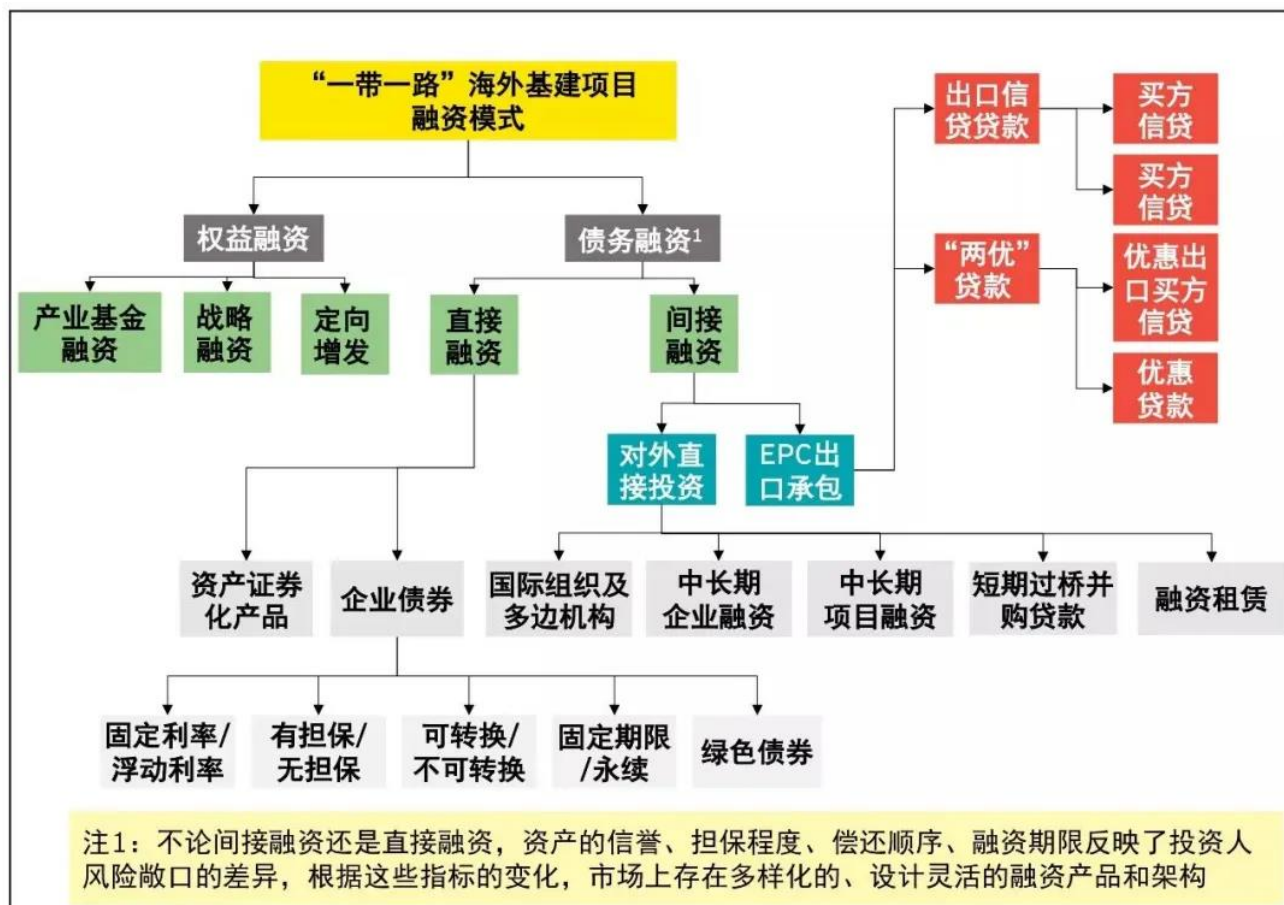 “一带一路”海外基建项目
融资模式
出口信
贷贷款
买方
信贷
买方
信贷
权益融资
债务融资¹
“两优”
贷款
优惠出
口买方
信贷
优惠
贷款
产业基金
融资
战略
融资
定向
增发
直接
融资
间接
融资
对外直
接投资
EPC出
口承包
资产证券
化产品
企业债券
国际组织及
多边机构
中长期
企业融资
中长期
项目融资
短期过桥并
购贷款
融资租赁
固定利率/
浮动利率
有担保/
无担保
可转换/
不可转换
固定期限
/永续
绿色债券
注1：不论间接融资还是直接融资，资产的信誉、担保程度、偿还顺序、融资期限反映了投资人
风险敞口的差异，根据这些指标的变化，市场上存在多样化的、设计灵活的融资产品和架构